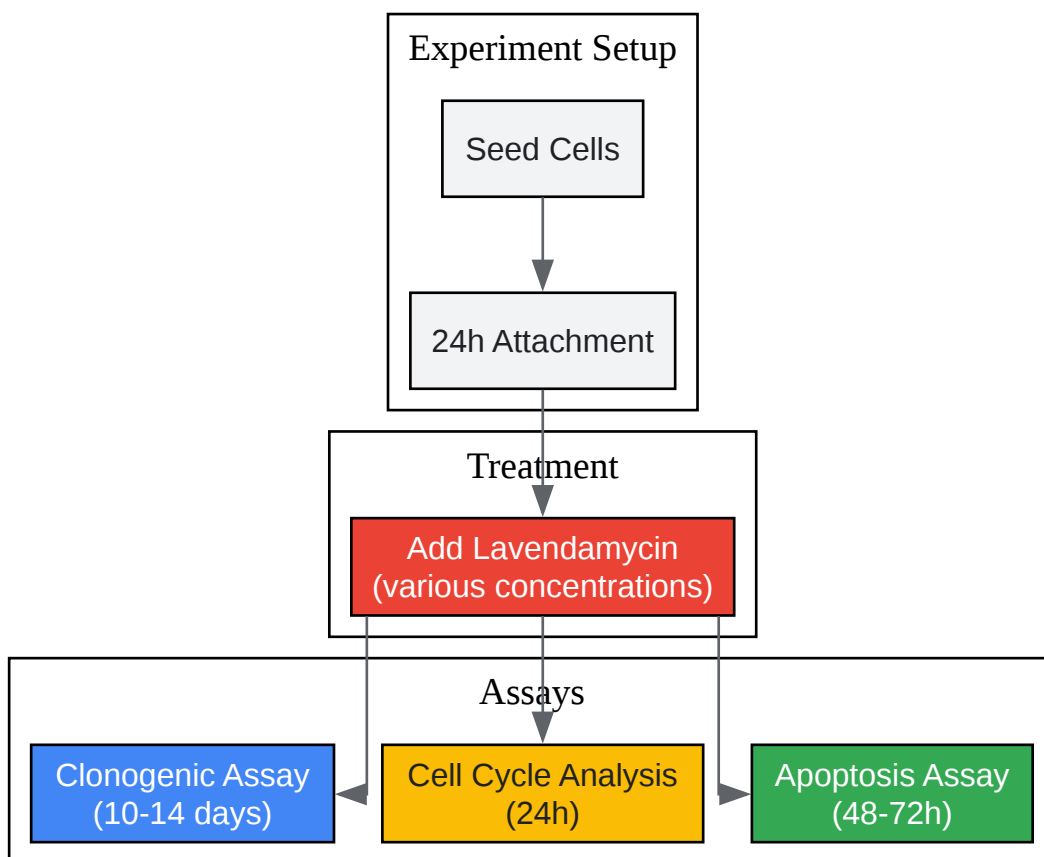 Experiment Setup
Seed Cells
24h Attachment
Treatment
Add Lavendamycin
(various concentrations)
Assays
Clonogenic Assay
(10-14 days)
Cell Cycle Analysis
(24h)
Apoptosis Assay
(48-72h)